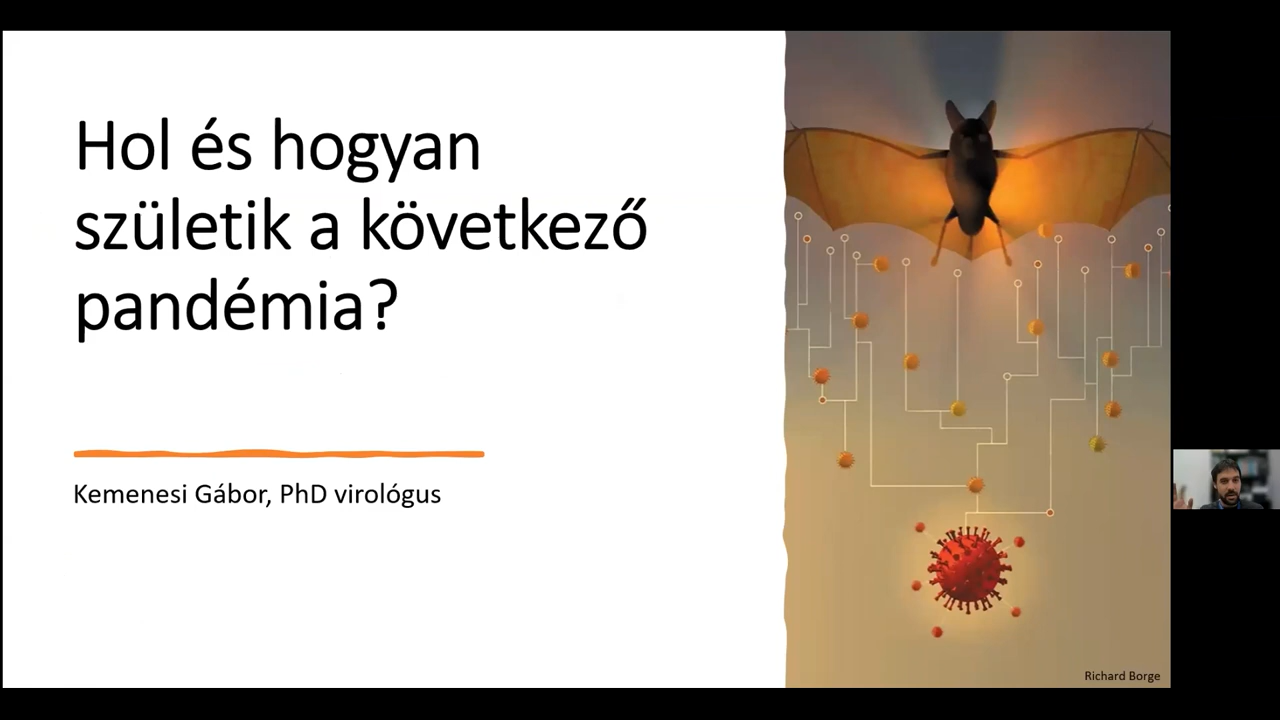 Hol és hogyan
születik a következő
pandémia?
Kemenesi Gábor, PhD virológus
Richard Borge